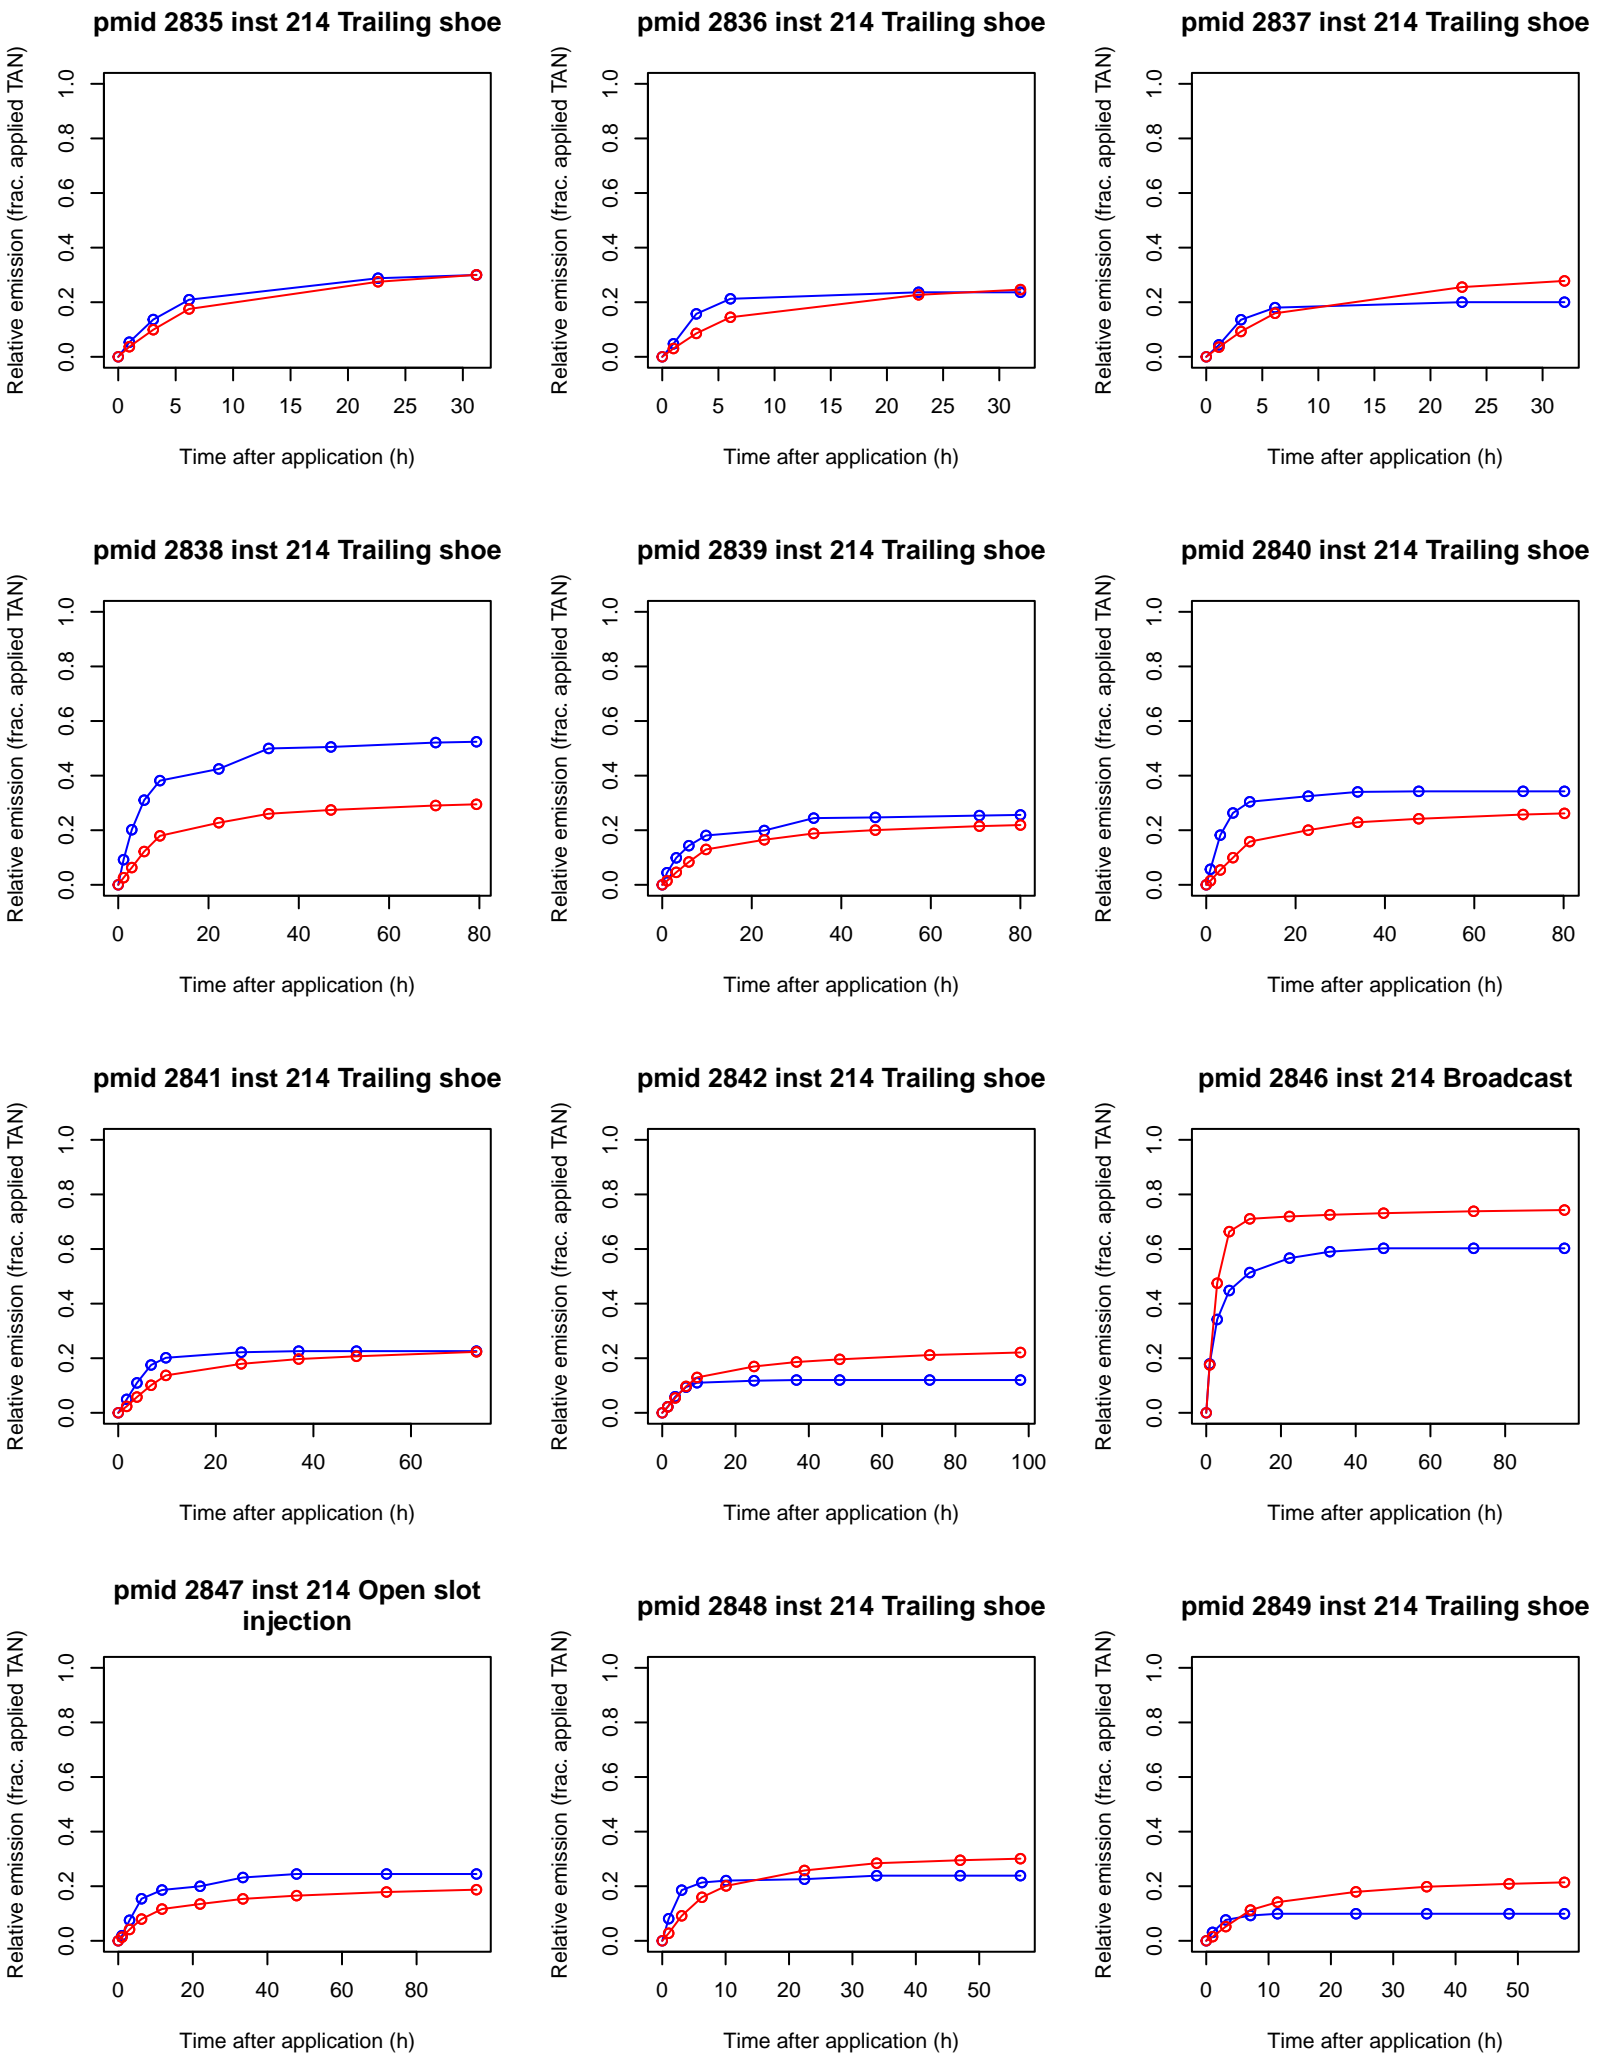 pmid 2835 inst 214 Trailing shoe
Relative emission (frac. applied TAN)
0.0 0.2 0.4 0.6 0.8 1.0
0 5 10 15 20 25 30
Time after application (h)
pmid 2836 inst 214 Trailing shoe
Relative emission (frac. applied TAN)
0.0 0.2 0.4 0.6 0.8 1.0
0 5 10 15 20 25 30
Time after application (h)
pmid 2837 inst 214 Trailing shoe
Relative emission (frac. applied TAN)
0.0 0.2 0.4 0.6 0.8 1.0
0 5 10 15 20 25 30
Time after application (h)
pmid 2838 inst 214 Trailing shoe
Relative emission (frac. applied TAN)
0.0 0.2 0.4 0.6 0.8 1.0
0 20 40 60 80
Time after application (h)
pmid 2839 inst 214 Trailing shoe
Relative emission (frac. applied TAN)
0.0 0.2 0.4 0.6 0.8 1.0
0 20 40 60 80
Time after application (h)
pmid 2840 inst 214 Trailing shoe
Relative emission (frac. applied TAN)
0.0 0.2 0.4 0.6 0.8 1.0
0 20 40 60 80
Time after application (h)
pmid 2841 inst 214 Trailing shoe
Relative emission (frac. applied TAN)
0.0 0.2 0.4 0.6 0.8 1.0
0 20 40 60
Time after application (h)
pmid 2842 inst 214 Trailing shoe
Relative emission (frac. applied TAN)
0.0 0.2 0.4 0.6 0.8 1.0
0 20 40 60 80 100
Time after application (h)
pmid 2846 inst 214 Broadcast
Relative emission (frac. applied TAN)
0.0 0.2 0.4 0.6 0.8 1.0
0 20 40 60 80
Time after application (h)
pmid 2847 inst 214 Open slot
injection
Relative emission (frac. applied TAN)
0.0 0.2 0.4 0.6 0.8 1.0
0 20 40 60 80
Time after application (h)
pmid 2848 inst 214 Trailing shoe
Relative emission (frac. applied TAN)
0.0 0.2 0.4 0.6 0.8 1.0
0 10 20 30 40 50
Time after application (h)
pmid 2849 inst 214 Trailing shoe
Relative emission (frac. applied TAN)
0.0 0.2 0.4 0.6 0.8 1.0
0 10 20 30 40 50
Time after application (h)